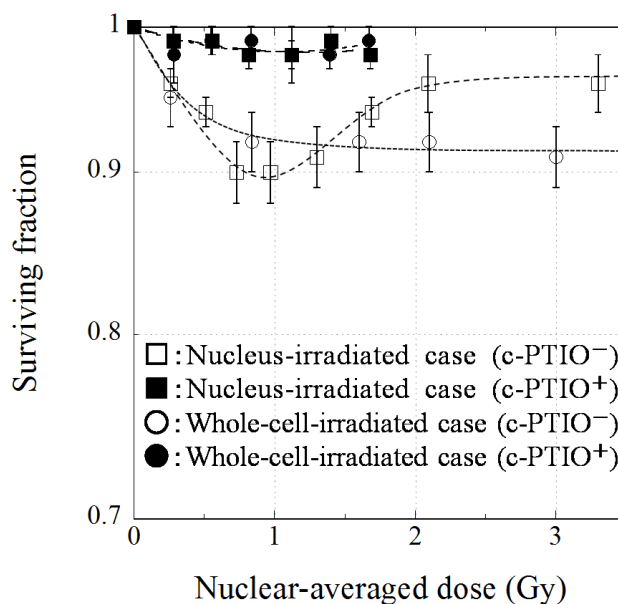 1
0.9
0.8
0.7
Surviving fraction
□ : Nucleus-irradiated case (c-PTIO⁻)
■ : Nucleus-irradiated case (c-PTIO⁺)
○ : Whole-cell-irradiated case (c-PTIO⁻)
● : Whole-cell-irradiated case (c-PTIO⁺)
0 1 2 3
Nuclear-averaged dose (Gy)